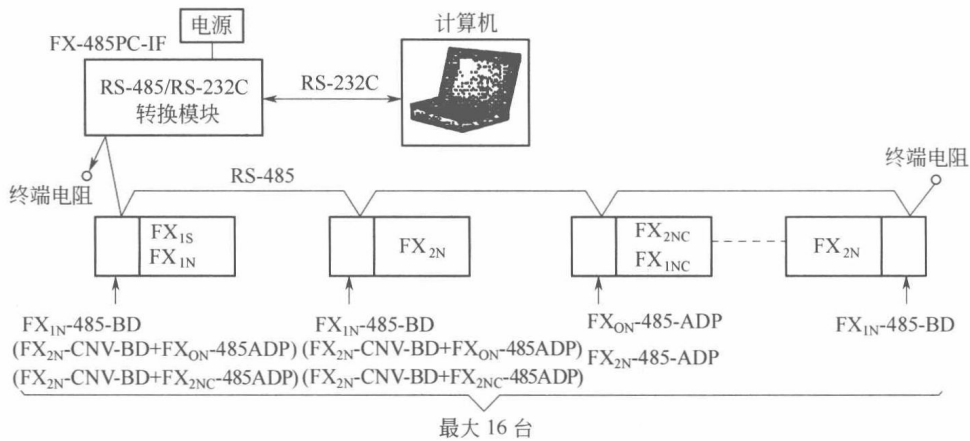 电源
计算机
FX-485PC-IF
RS-485/RS-232C
转换模块
RS-232C
终端电阻
RS-485
终端电阻
FX1S
FX1N
FX2N
FX2NC
FX1NC
FX2N
FX1N-485-BD
(FX2N-CNV-BD+FXON-485ADP)
(FX2N-CNV-BD+FX2NC-485ADP)
FX1N-485-BD
(FX2N-CNV-BD+FXON-485ADP)
(FX2N-CNV-BD+FX2NC-485ADP)
FXON-485-ADP
FX2N-485-ADP
FX1N-485-BD
最大 16 台